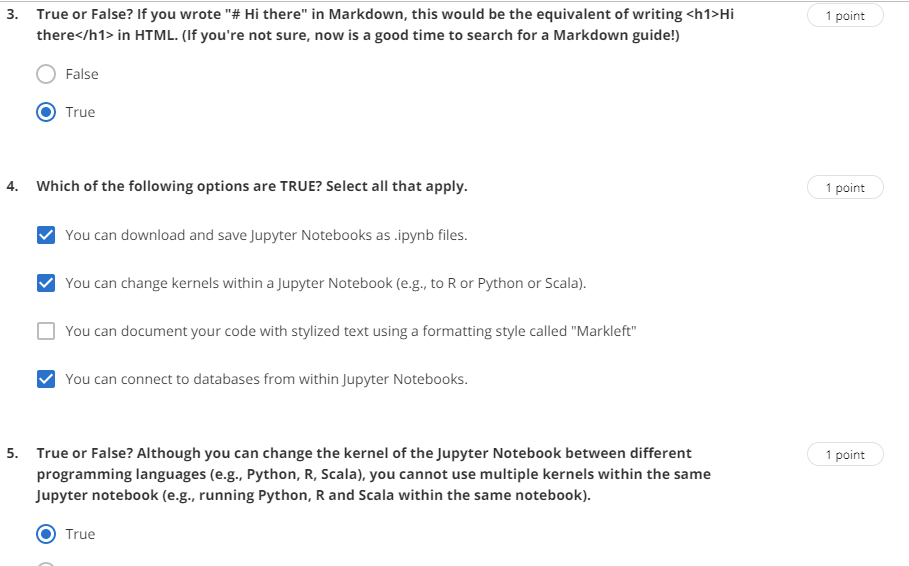 3. True or False? If you wrote "# Hi there" in Markdown, this would be the equivalent of writing <h1>Hi
there</h1> in HTML. (If you're not sure, now is a good time to search for a Markdown guide!)
1 point
False
True
4. Which of the following options are TRUE? Select all that apply.
1 point
You can download and save Jupyter Notebooks as .ipynb files.
You can change kernels within a Jupyter Notebook (e.g., to R or Python or Scala).
You can document your code with stylized text using a formatting style called "Markleft"
You can connect to databases from within Jupyter Notebooks.
5. True or False? Although you can change the kernel of the Jupyter Notebook between different
programming languages (e.g., Python, R, Scala), you cannot use multiple kernels within the same
Jupyter notebook (e.g., running Python, R and Scala within the same notebook).
1 point
True